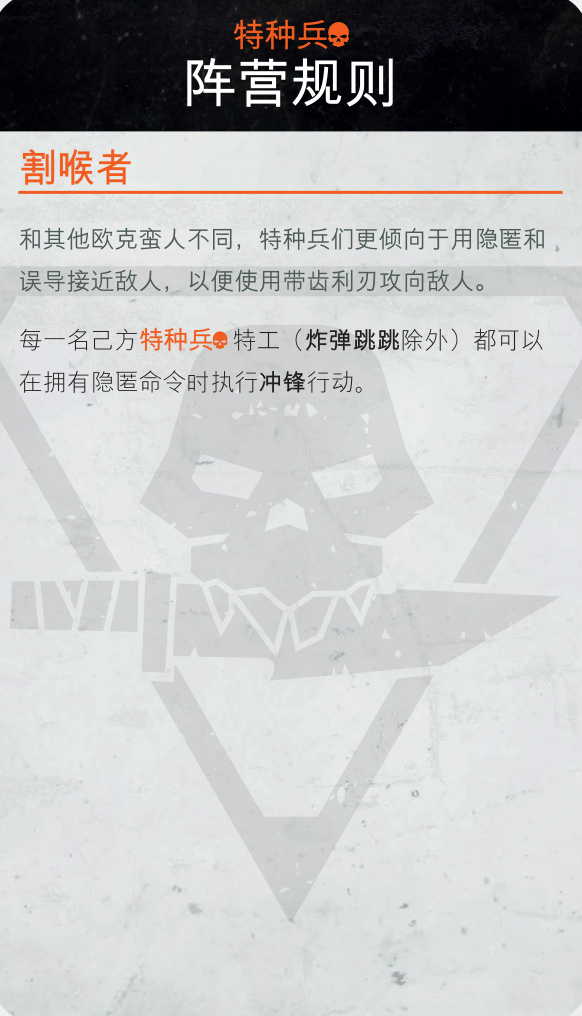 特种兵
阵营规则
割喉者
和其他欧克蛮人不同，特种兵们更倾向于用隐匿和
误导接近敌人，以便使用带齿利刃攻向敌人。
每一名己方特种兵特工（炸弹跳跳除外）都可以
在拥有隐匿命令时执行冲锋行动。